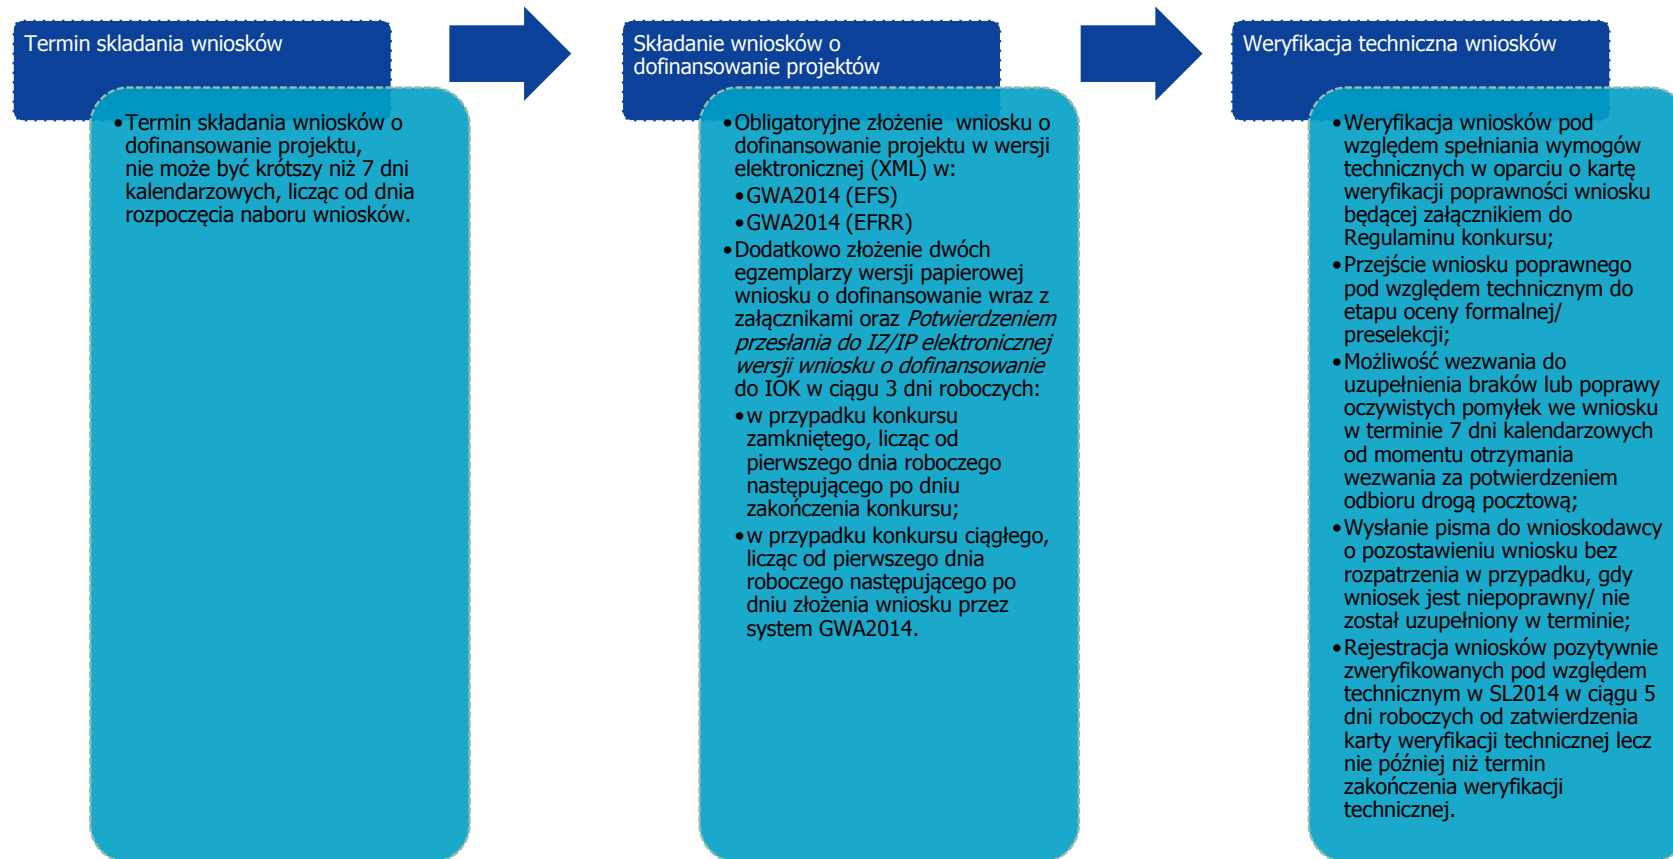 Termin skladania wniosków
• Termin składania wniosków o
dofinansowanie projektu,
nie może być krótszy niż 7 dni
kalendarzowych, licząc od dnia
rozpoczęcia naboru wniosków.
Składanie wniosków o
dofinansowanie projektów
• Obligatoryjne złożenie wniosku o
dofinansowanie projektu w wersji
elektronicznej (XML) w:
• GWA2014 (EFS)
• GWA2014 (EFRR)
• Dodatkowo złożenie dwóch
egzemplarzy wersji papierowej
wniosku o dofinansowanie wraz z
załącznikami oraz Potwierdzeniem
przesłania do IZ/IP elektronicznej
wersji wniosku o dofinansowanie
do IOK w ciągu 3 dni roboczych:
• w przypadku konkursu
zamkniętego, licząc od
pierwszego dnia roboczego
następującego po dniu
zakończenia konkursu;
• w przypadku konkursu ciągłego,
licząc od pierwszego dnia
roboczego następującego po
dniu złożenia wniosku przez
system GWA2014.
Weryfikacja techniczna wniosków
• Weryfikacja wniosków pod
względem spełniania wymogów
technicznych w oparciu o kartę
weryfikacji poprawności wniosku
będącej załącznikiem do
Regulaminu konkursu;
• Przejście wniosku poprawnego
pod względem technicznym do
etapu oceny formalnej/
preselekcji;
• Możliwość wezwania do
uzupełnienia braków lub poprawy
oczywistych pomyłek we wniosku
w terminie 7 dni kalendarzowych
od momentu otrzymania
wezwania za potwierdzeniem
odbioru drogą pocztową;
• Wysłanie pisma do wnioskodawcy
o pozostawieniu wniosku bez
rozpatrzenia w przypadku, gdy
wniosek jest niepoprawny/ nie
został uzupełniony w terminie;
• Rejestracja wniosków pozytywnie
zweryfikowanych pod względem
technicznym w SL2014 w ciągu 5
dni roboczych od zatwierdzenia
karty weryfikacji technicznej lecz
nie później niż termin
zakończenia weryfikacji
technicznej.